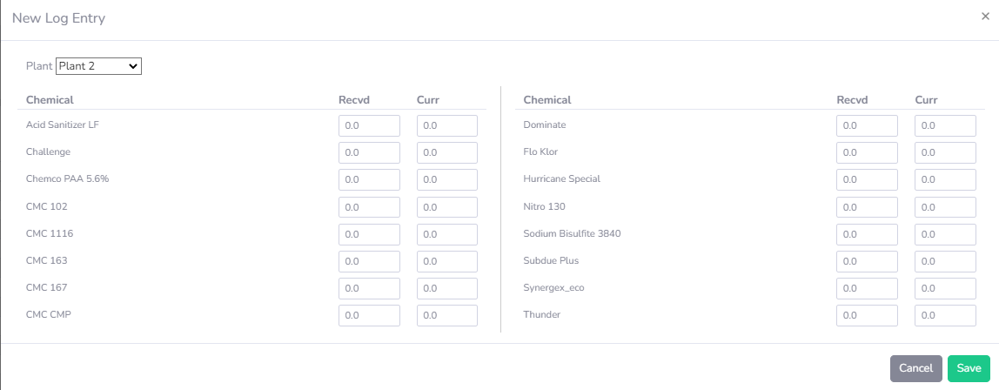 New Log Entry ×
Plant Plant 2
Chemical Recvd Curr
Acid Sanitizer LF 0.0 0.0
Challenge 0.0 0.0
Chemco PAA 5.6% 0.0 0.0
CMC 102 0.0 0.0
CMC 1116 0.0 0.0
CMC 163 0.0 0.0
CMC 167 0.0 0.0
CMC CMP 0.0 0.0
Chemical Recvd Curr
Dominate 0.0 0.0
Flo Klor 0.0 0.0
Hurricane Special 0.0 0.0
Nitro 130 0.0 0.0
Sodium Bisulfite 3840 0.0 0.0
Subdue Plus 0.0 0.0
Synergex_eco 0.0 0.0
Thunder 0.0 0.0
Cancel Save